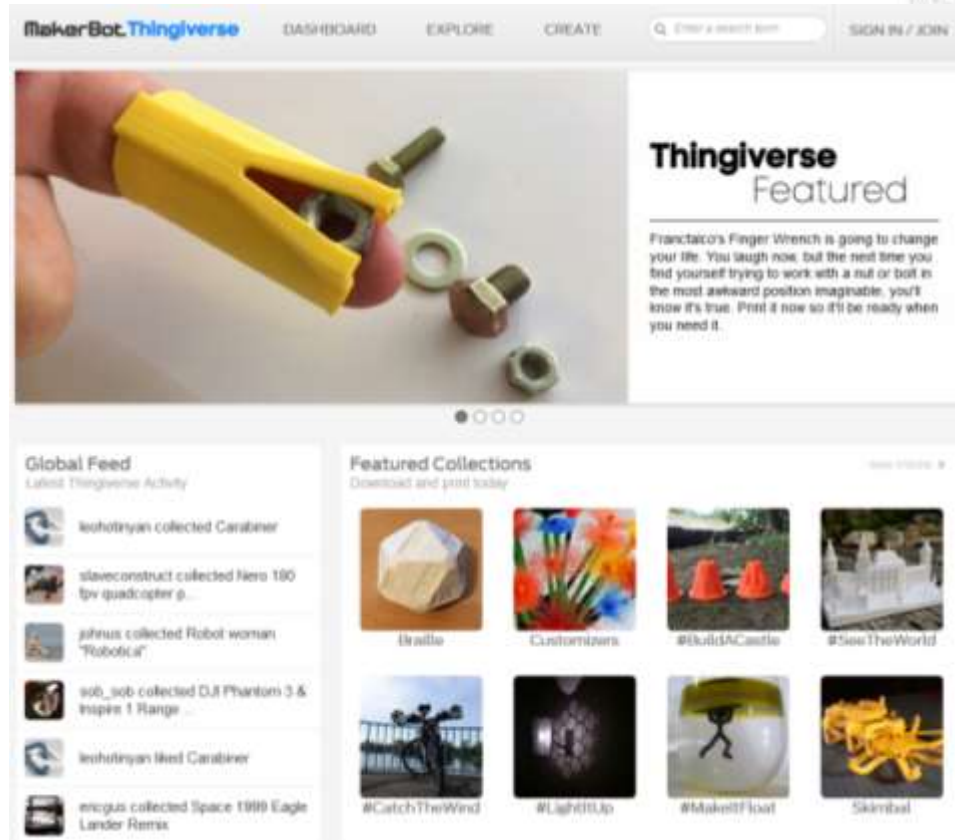 MakerBot.Thingiverse
DASHBOARD
EXPLORE
CREATE
Enter a search term
SIGN IN / JOIN
Thingiverse
Featured
Franctalco's Finger Wrench is going to change
your life. You laugh now, but the next time you
find yourself trying to work with a nut or bolt in
the most awkward position imaginable, you'll
know it's true. Print it now so it'll be ready when
you need it.
Global Feed
Latest Thingiverse Activity
leohotinyan collected Carabiner
slaveconstruct collected Nero 180
fpv quadcopter p...
johnus collected Robot woman
"Robotica"
sob_sob collected DJI Phantom 3 &
Inspire 1 Range ...
leohotinyan liked Carabiner
ericgus collected Space 1999 Eagle
Lander Remix
Featured Collections
Download and print today
Braille
Customizers
#BuildACastle
#SeeTheWorld
#CatchTheWind
#LightItUp
#MakeItFloat
Skimbal